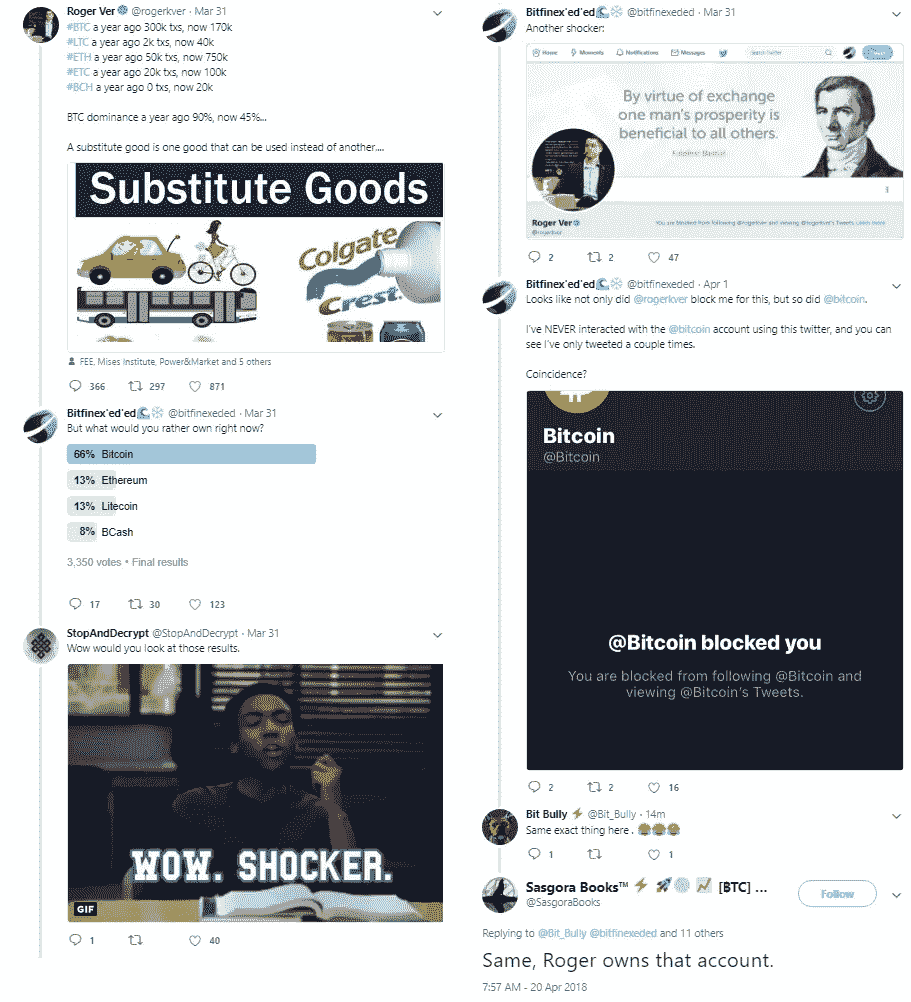 Roger Ver @rogerkver · Mar 31
#BTC a year ago 300k txs, now 170k
#LTC a year ago 2k txs, now 40k
#ETH a year ago 50k txs, now 750k
#ETC a year ago 20k txs, now 100k
#BCH a year ago 0 txs, now 20k
BTC dominance a year ago 90%, now 45%...
A substitute good is one good that can be used instead of another....
Substitute Goods
Colgate
Crest
FEE, Mises Institute, Power&Market and 5 others
366 297 871
Bitfinex'ed'ed @bitfinexeded · Mar 31
But what would you rather own right now?
66% Bitcoin
13% Ethereum
13% Litecoin
8% BCash
3,350 votes • Final results
17 30 123
StopAndDecrypt @StopAndDecrypt · Mar 31
Wow would you look at those results.
WOW. SHOCKER.
GIF
1 40
Bitfinex'ed'ed @bitfinexeded · Mar 31
Another shocker:
Home Moments Notifications Messages
By virtue of exchange
one man's prosperity is
beneficial to all others.
Roger Ver
You are blocked from following @rogerkver and viewing @rogerkver's Tweets. Learn more
@rogerkver
2 2 47
Bitfinex'ed'ed @bitfinexeded · Apr 1
Looks like not only did @rogerkver block me for this, but so did @bitcoin.
I've NEVER interacted with the @bitcoin account using this twitter, and you can
see I've only tweeted a couple times.
Coincidence?
Bitcoin
@Bitcoin
@Bitcoin blocked you
You are blocked from following @Bitcoin and
viewing @Bitcoin's Tweets.
2 2 16
Bit Bully @Bit_Bully · 14m
Same exact thing here .
1 1
Sasgora Books™ [₿TC] ...
@SasgoraBooks
Follow
Replying to @Bit_Bully @bitfinexeded and 11 others
Same, Roger owns that account.
7:57 AM - 20 Apr 2018